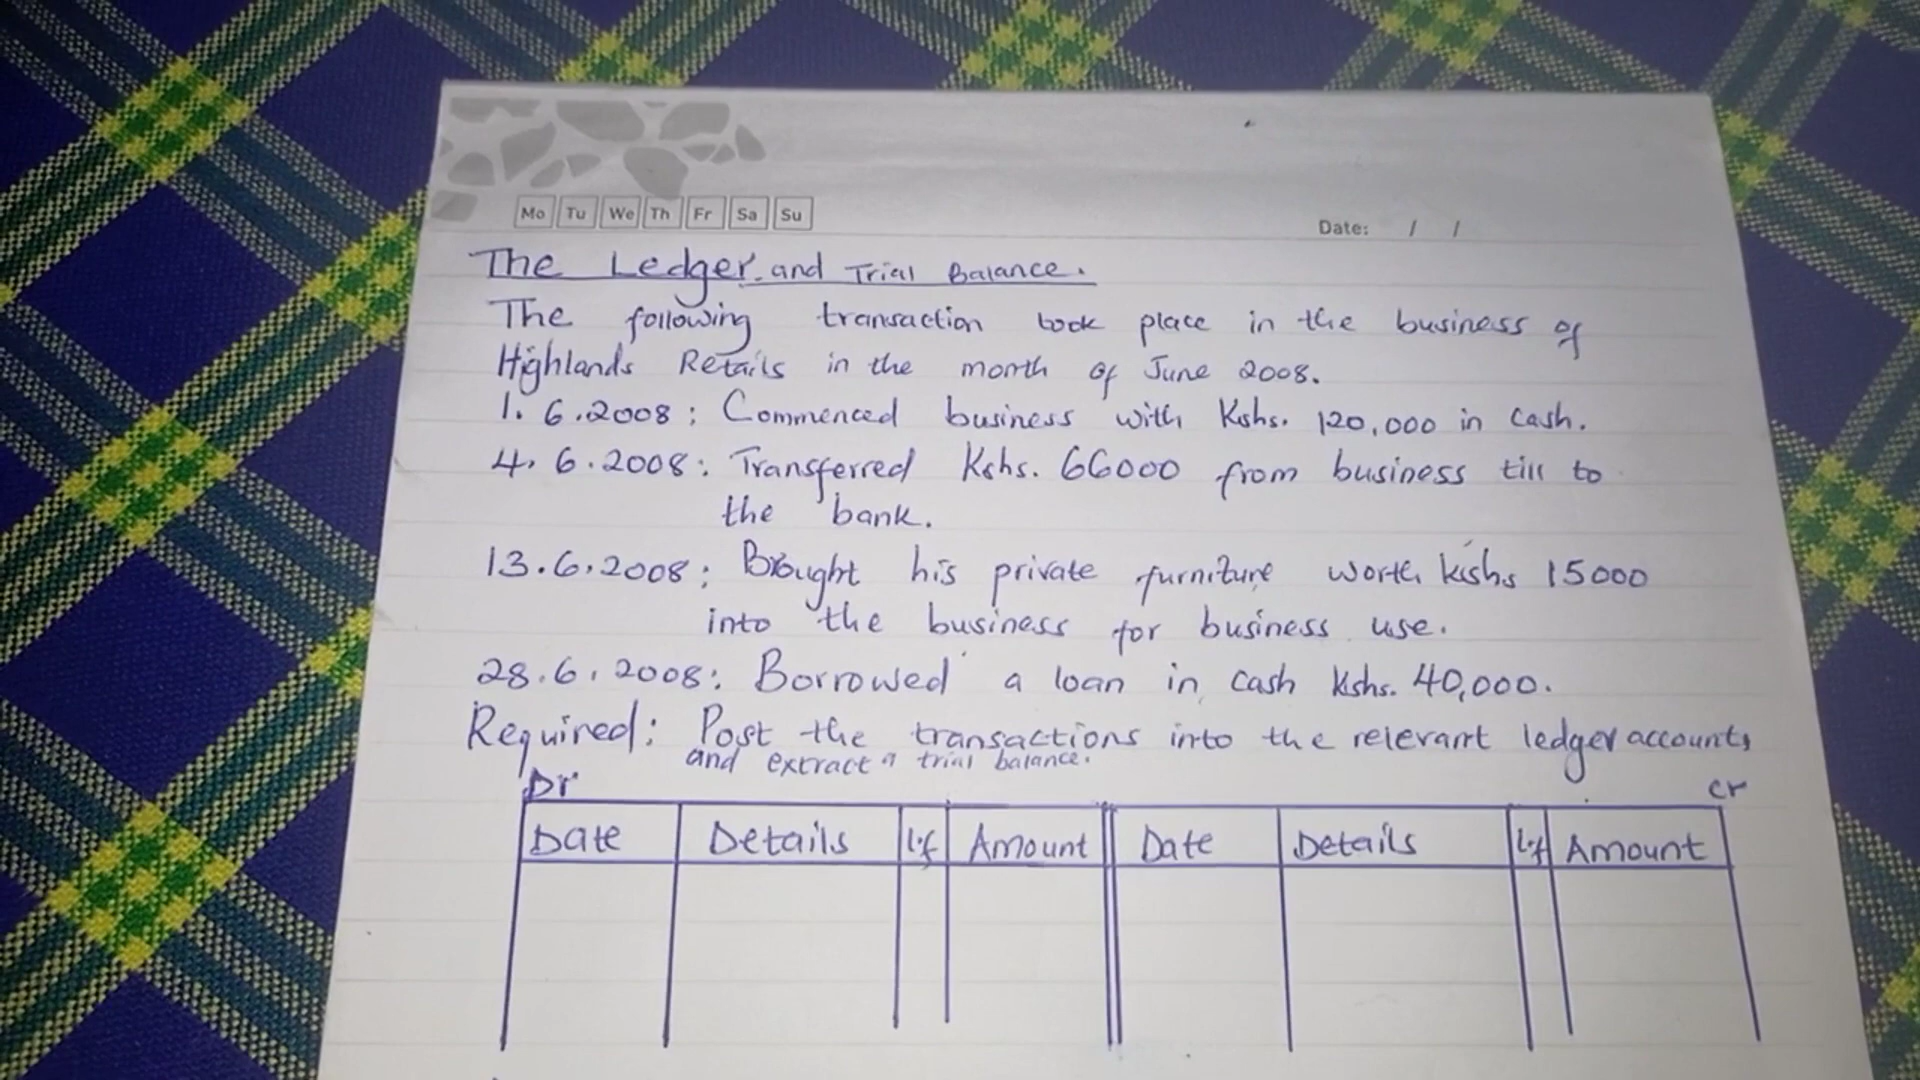 Mo Tu We Th Fr Sa Su
Date: / /
The Ledger and Trial Balance.
The following transaction took place in the business of
Highlands Retails in the month of June 2008.
1. 6.2008: Commenced business with Kshs. 120,000 in cash.
4. 6. 2008: Transferred Kshs. 66000 from business till to
the bank.
13.6.2008: Brought his private furniture worth kshs 15000
into the business for business use.
28.6.2008: Borrowed a loan in cash Kshs. 40,000.
Required: Post the transactions into the relevant ledger accounts
and extract a trial balance.
Dr cr
Date Details l.f Amount Date Details l.f Amount